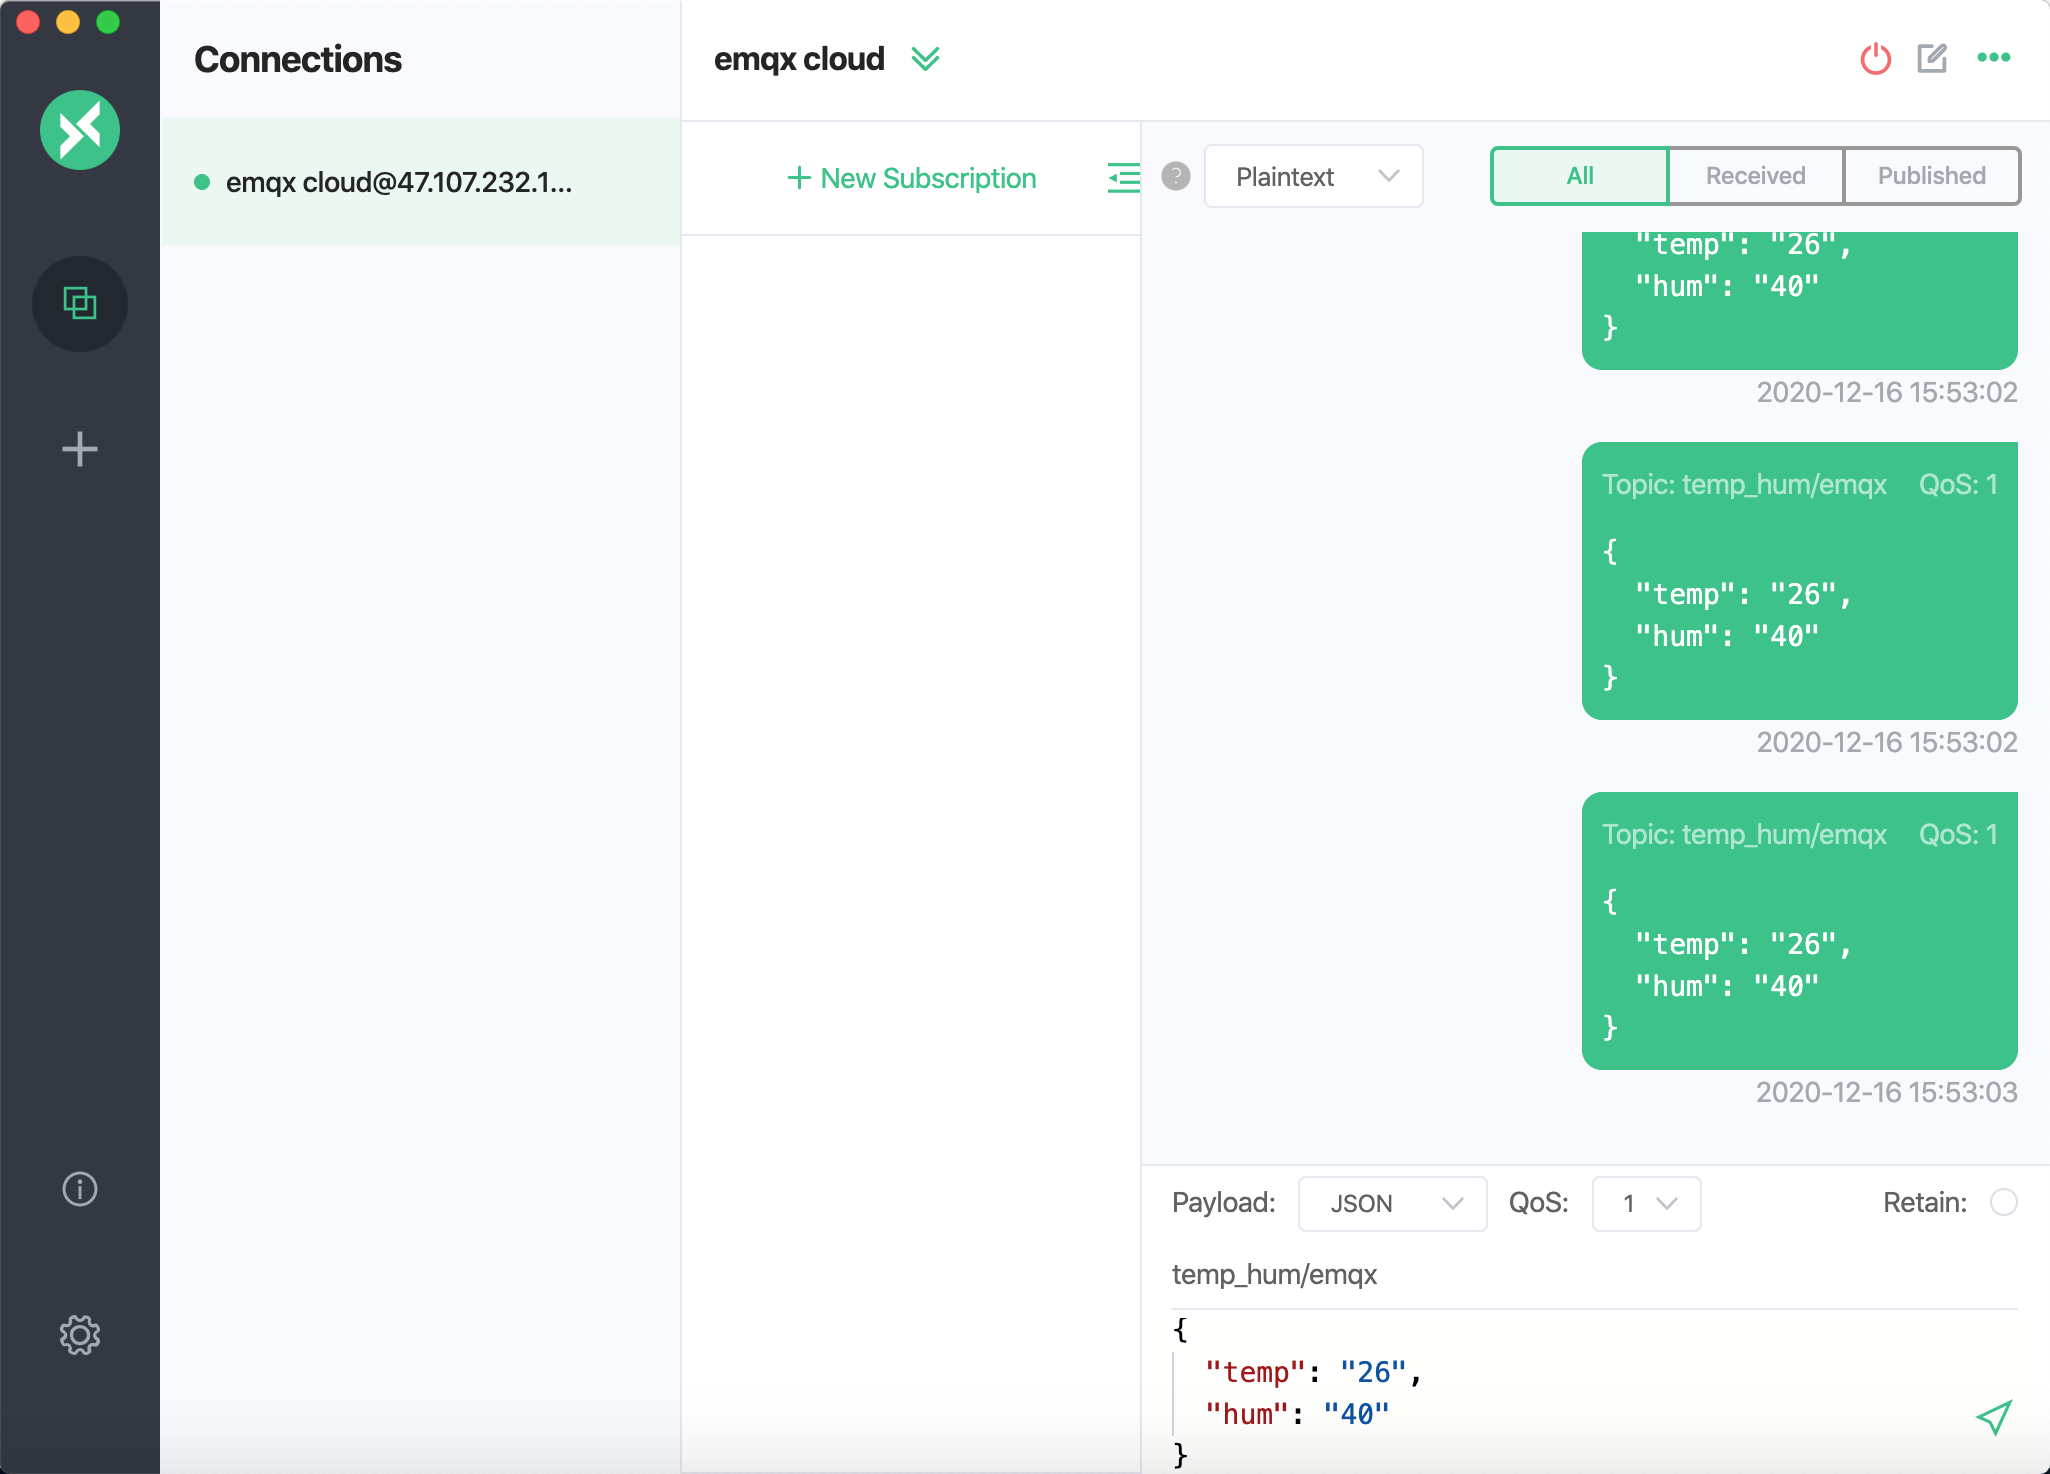 Connections
emqx cloud@47.107.232.1...
emqx cloud
+ New Subscription
Plaintext
All
Received
Published
"temp": "26",
"hum": "40"
}
2020-12-16 15:53:02
Topic: temp_hum/emqx QoS: 1
{
"temp": "26",
"hum": "40"
}
2020-12-16 15:53:02
Topic: temp_hum/emqx QoS: 1
{
"temp": "26",
"hum": "40"
}
2020-12-16 15:53:03
Payload: JSON QoS: 1 Retain:
temp_hum/emqx
{
"temp": "26",
"hum": "40"
}